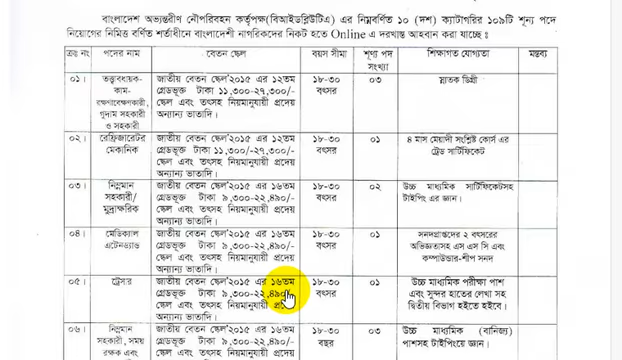 বাংলাদেশ অভ্যন্তরীণ নৌপরিবহন কর্তৃপক্ষ(বিআইডব্লিউটিএ) এর নিম্নবর্ণিত ১০ (দশ) ক্যাটাগরির ১০৯টি শূন্য পদে
নিয়োগের নিমিত্ত বর্ণিত শর্তাধীনে বাংলাদেশী নাগরিকদের নিকট হতে Online এ দরখাস্ত আহবান করা যাচ্ছে ঃ
ক্রঃ নং পদের নাম বেতন স্কেল বয়স সীমা শূণ্য পদ সংখ্যা শিক্ষাগত যোগ্যতা মন্তব্য
০১। তত্ত্বাবধায়ক-কাম-রক্ষণাবেক্ষণকারী, গুদাম সহকারী ও সহকারী
জাতীয় বেতন স্কেল'২০১৫ এর ১২তম
গ্রেডভূক্ত টাকা ১১,৩০০-২৭,৩০০/-
স্কেল এবং তৎসহ নিয়মানুযায়ী প্রদেয়
অন্যান্য ভাতাদি।
১৮-৩০ বৎসর
০৩
স্নাতক ডিগ্রী
০২। রেফ্রিজারেটর মেকানিক
জাতীয় বেতন স্কেল'২০১৫ এর ১২তম
গ্রেডভূক্ত টাকা ১১,৩০০-২৭,৩০০/-
স্কেল এবং তৎসহ নিয়মানুযায়ী প্রদেয়
অন্যান্য ভাতাদি।
১৮-৩০ বৎসর
০১
৪ মাস মেয়াদী সংশ্লিষ্ট কোর্স এর
ট্রেড সার্টিফিকেট
০৩। নিম্নমান সহকারী/ মুদ্রাক্ষরিক
জাতীয় বেতন স্কেল'২০১৫ এর ১৬তম
গ্রেডভূক্ত টাকা ৯,৩০০-২২,৪৯০/-
স্কেল এবং তৎসহ নিয়মানুযায়ী প্রদেয়
অন্যান্য ভাতাদি।
১৮-৩০ বৎসর
০২
উচ্চ মাধ্যমিক সার্টিফিকেটসহ
টাইপিং এর জ্ঞান।
০৪। মেডিক্যাল এটেনড্যান্ট
জাতীয় বেতন স্কেল'২০১৫ এর ১৬তম
গ্রেডভূক্ত টাকা ৯,৩০০-২২,৪৯০/-
স্কেল এবং তৎসহ নিয়মানুযায়ী প্রদেয়
অন্যান্য ভাতাদি।
১৮-৩০ বৎসর
০১
সনদপ্রাপ্তদের ২ বৎসরের
অভিজ্ঞতাসহ এস এস সি এবং
কম্পাউন্ডার-শীপ সনদ
০৫। ট্রেসার
জাতীয় বেতন স্কেল'২০১৫ এর ১৬তম
গ্রেডভূক্ত টাকা ৯,৩০০-২২,৪৯০/-
স্কেল এবং তৎসহ নিয়মানুযায়ী প্রদেয়
অন্যান্য ভাতাদি।
১৮-৩০ বৎসর
০১
উচ্চ মাধ্যমিক পরীক্ষা পাশ
এবং সুন্দর হাতের লেখা সহ
দ্বিতীয় বিভাগ হইতে হইবে।
০৬। নিম্নমান সহকারী, সময় রক্ষক এবং
জাতীয় বেতন স্কেল'২০১৫ এর ১৬তম
গ্রেডভূক্ত টাকা ৯,৩০০-২২,৪৯০/-
স্কেল এবং তৎসহ নিয়মানুযায়ী প্রদেয়
১৮-৩০ বছর
০৩
উচ্চ মাধ্যমিক (বানিজ্য)
পাশসহ টাইপিংয়ে জ্ঞান।